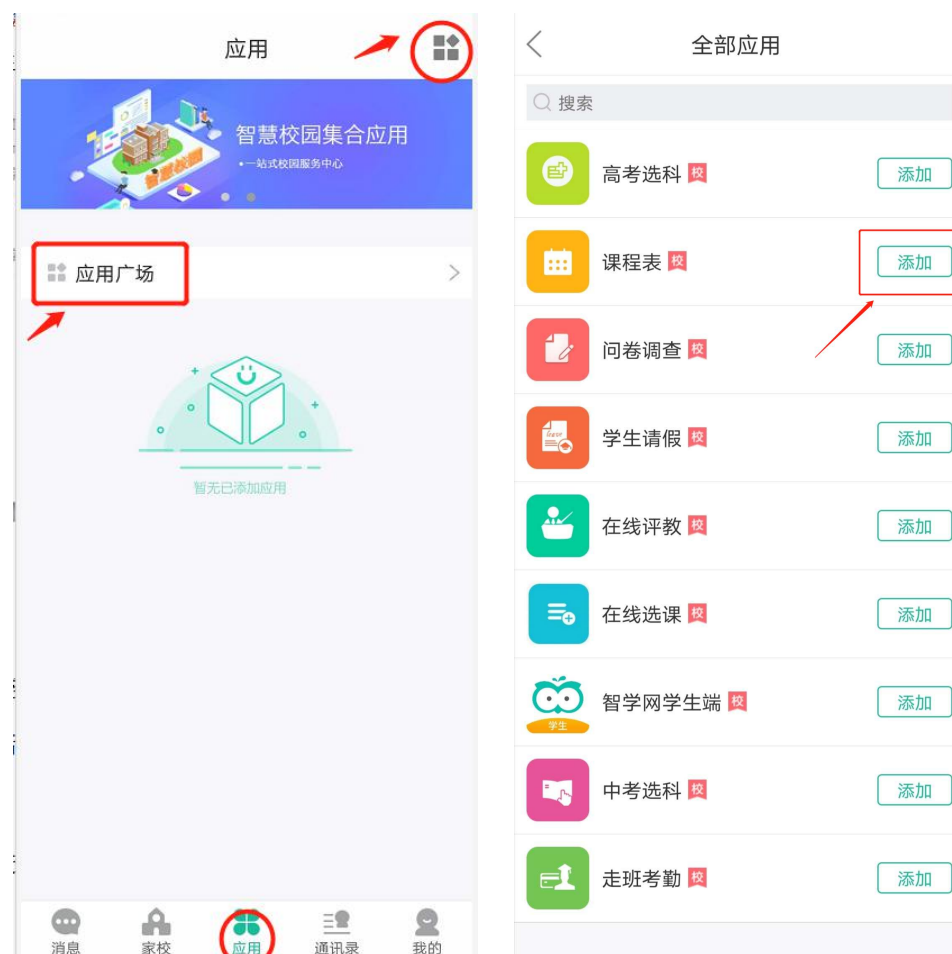 应用
智慧校园集合应用
•一站式校园服务中心
智慧校园
应用广场
暂无已添加应用
消息
家校
应用
通讯录
我的
全部应用
搜索
高考选科 校 添加
课程表 校 添加
问卷调查 校 添加
leave
学生请假 校 添加
在线评教 校 添加
在线选课 校 添加
学生
智学网学生端 校 添加
中考选科 校 添加
走班考勤 校 添加